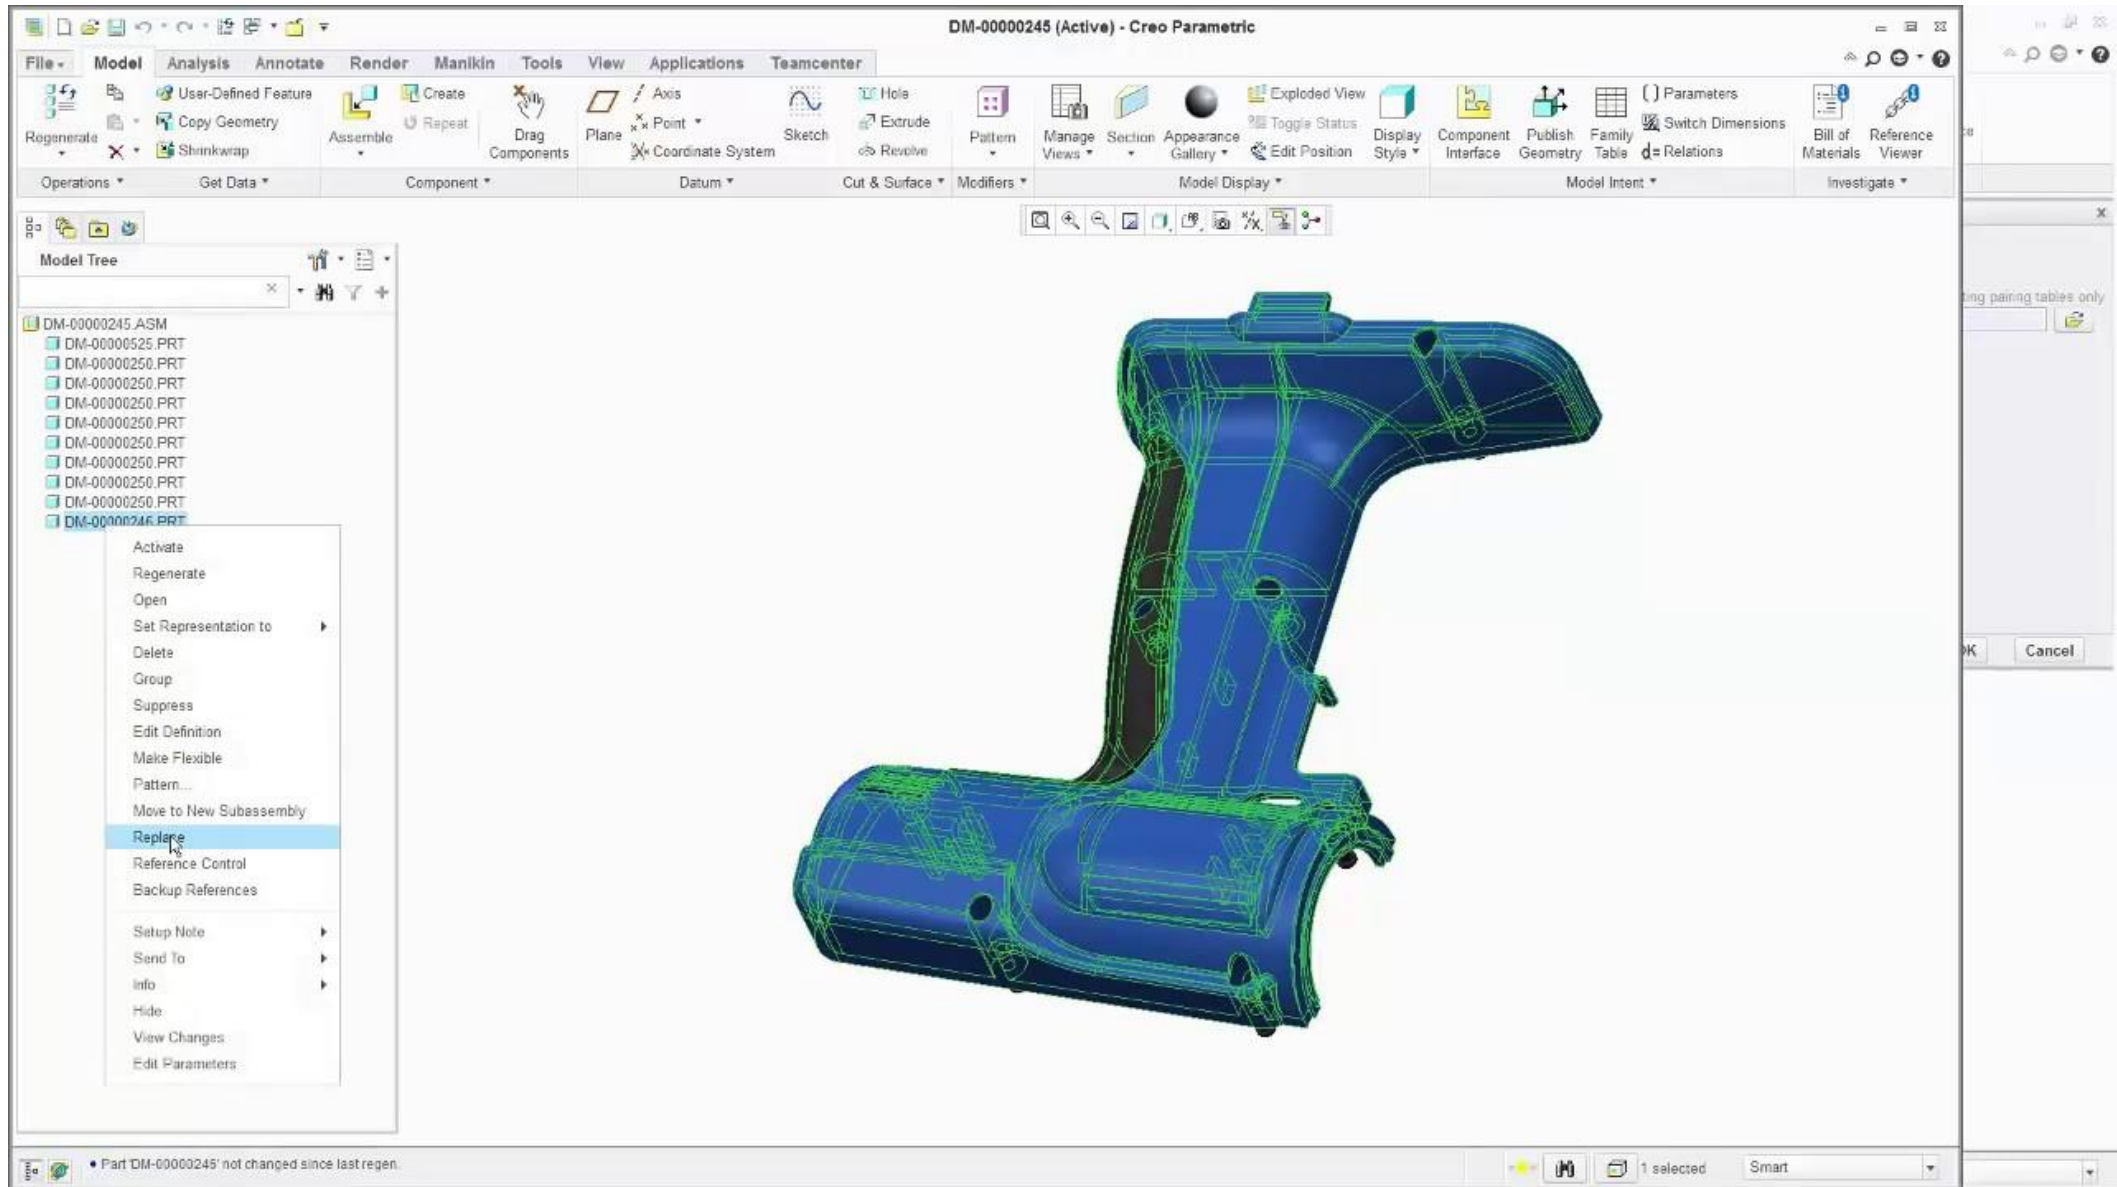 DM-00000245 (Active) - Creo Parametric
File Model Analysis Annotate Render Manikin Tools View Applications Teamcenter
Regenerate
User-Defined Feature
Copy Geometry
Shrinkwrap
Assemble
Create
Repeat
Drag
Components
Plane
Axis
Point
Coordinate System
Sketch
Hole
Extrude
Revolve
Pattern
Manage
Views
Section
Appearance
Gallery
Exploded View
Toggle Status
Edit Position
Display
Style
Component
Interface
Publish
Geometry
Family
Table
( ) Parameters
Switch Dimensions
d= Relations
Bill of
Materials
Reference
Viewer
Operations Get Data Component Datum Cut & Surface Modifiers Model Display Model Intent Investigate
Model Tree
DM-00000245.ASM
DM-00000525.PRT
DM-00000250.PRT
DM-00000250.PRT
DM-00000250.PRT
DM-00000250.PRT
DM-00000250.PRT
DM-00000250.PRT
DM-00000250.PRT
DM-00000250.PRT
DM-00000246.PRT
Activate
Regenerate
Open
Set Representation to
Delete
Group
Suppress
Edit Definition
Make Flexible
Pattern...
Move to New Subassembly
Replace
Reference Control
Backup References
Setup Note
Send To
Info
Hide
View Changes
Edit Parameters
pairing tables only
Cancel
Part 'DM-00000246' not changed since last regen.
1 selected
Smart